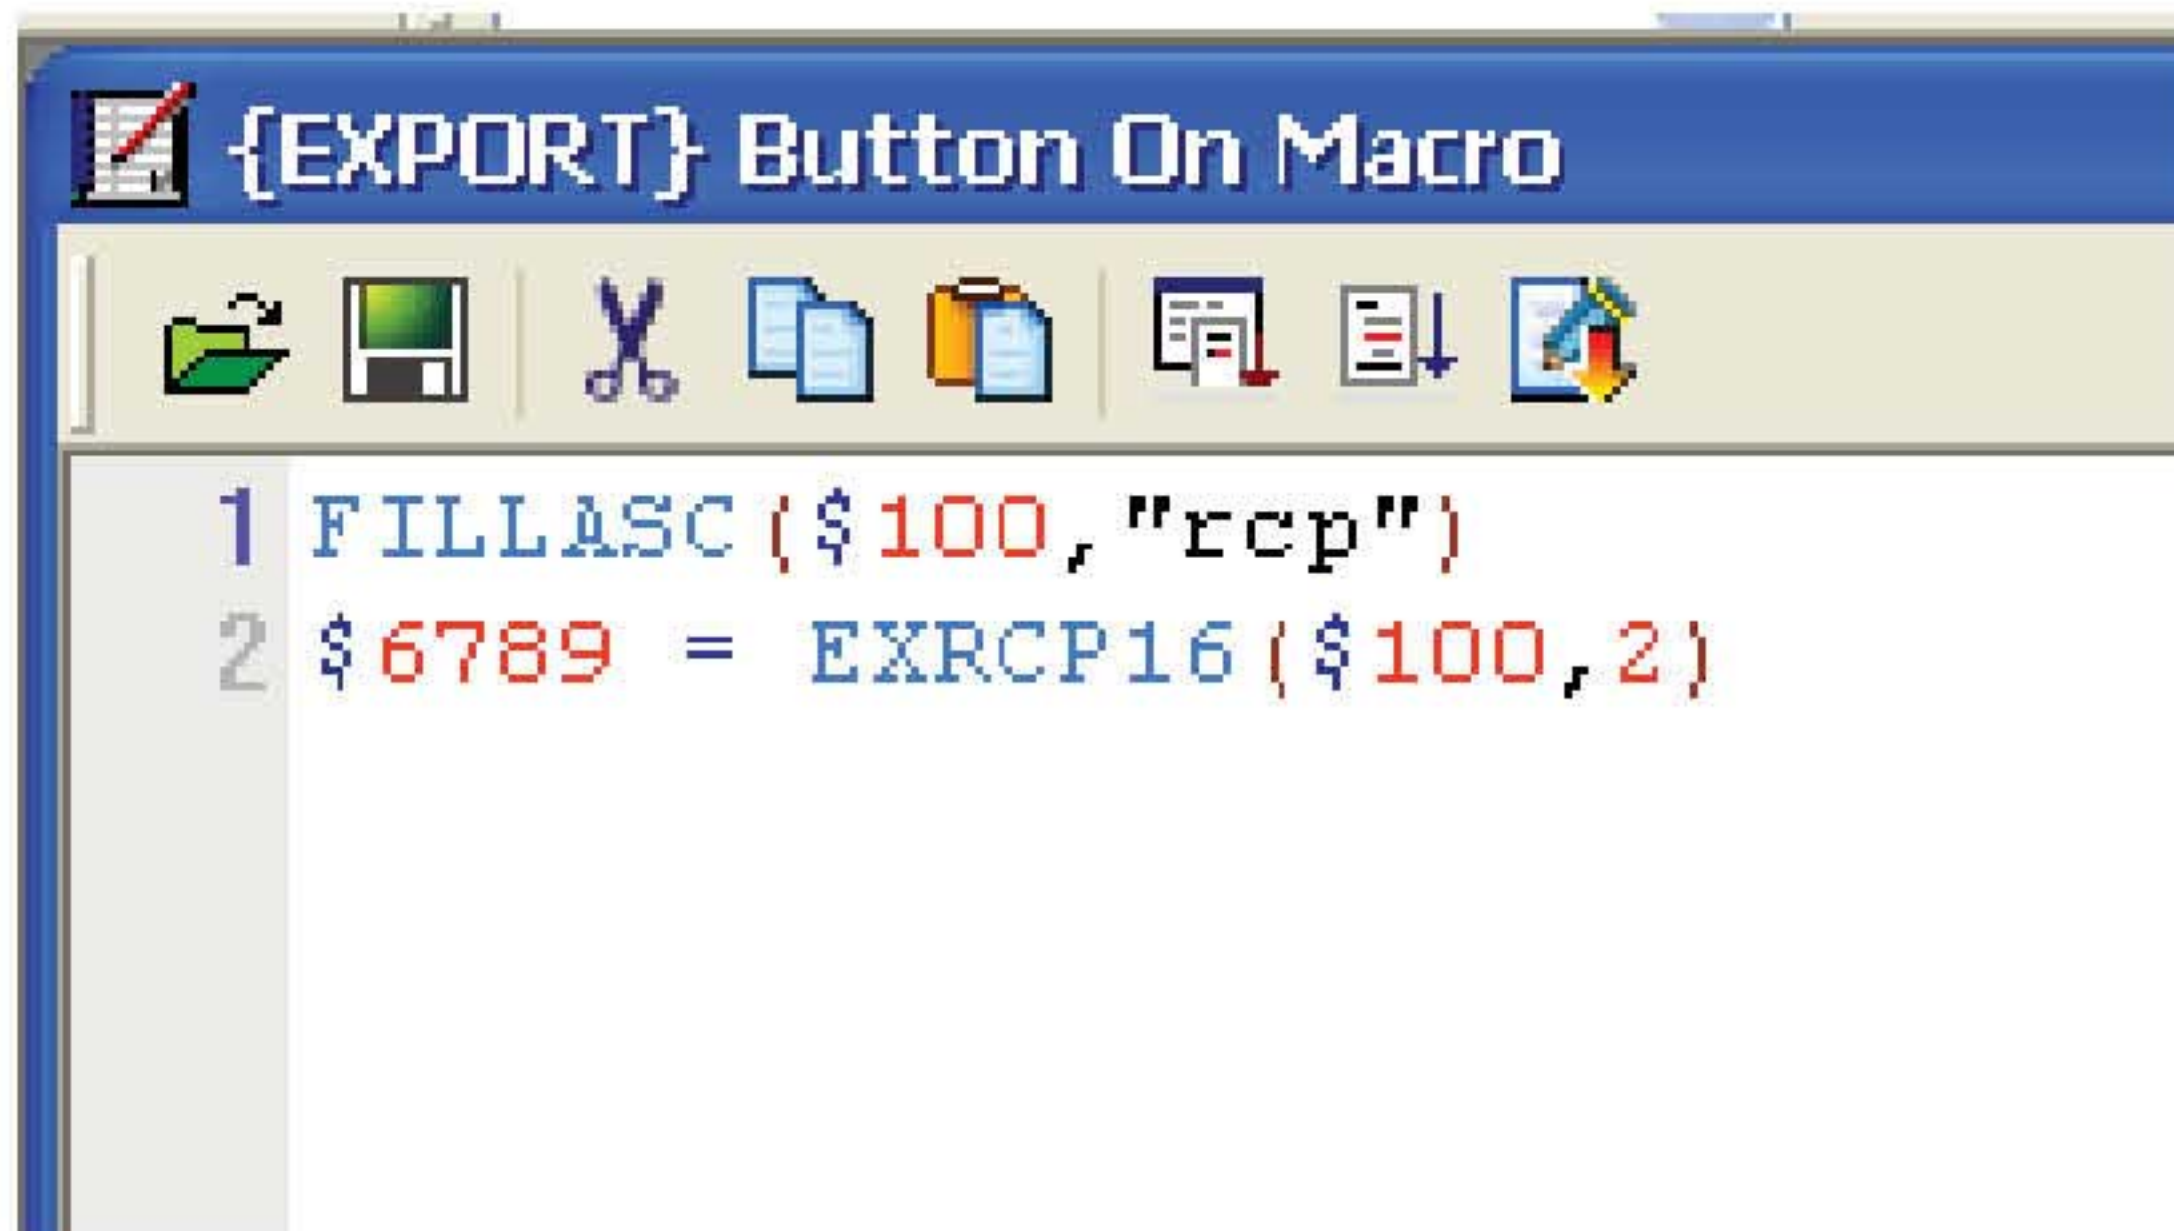 {EXPORT} Button On Macro
1 FILLASC($100,"rcp")
2 $6789 = EXRCP16($100,2)